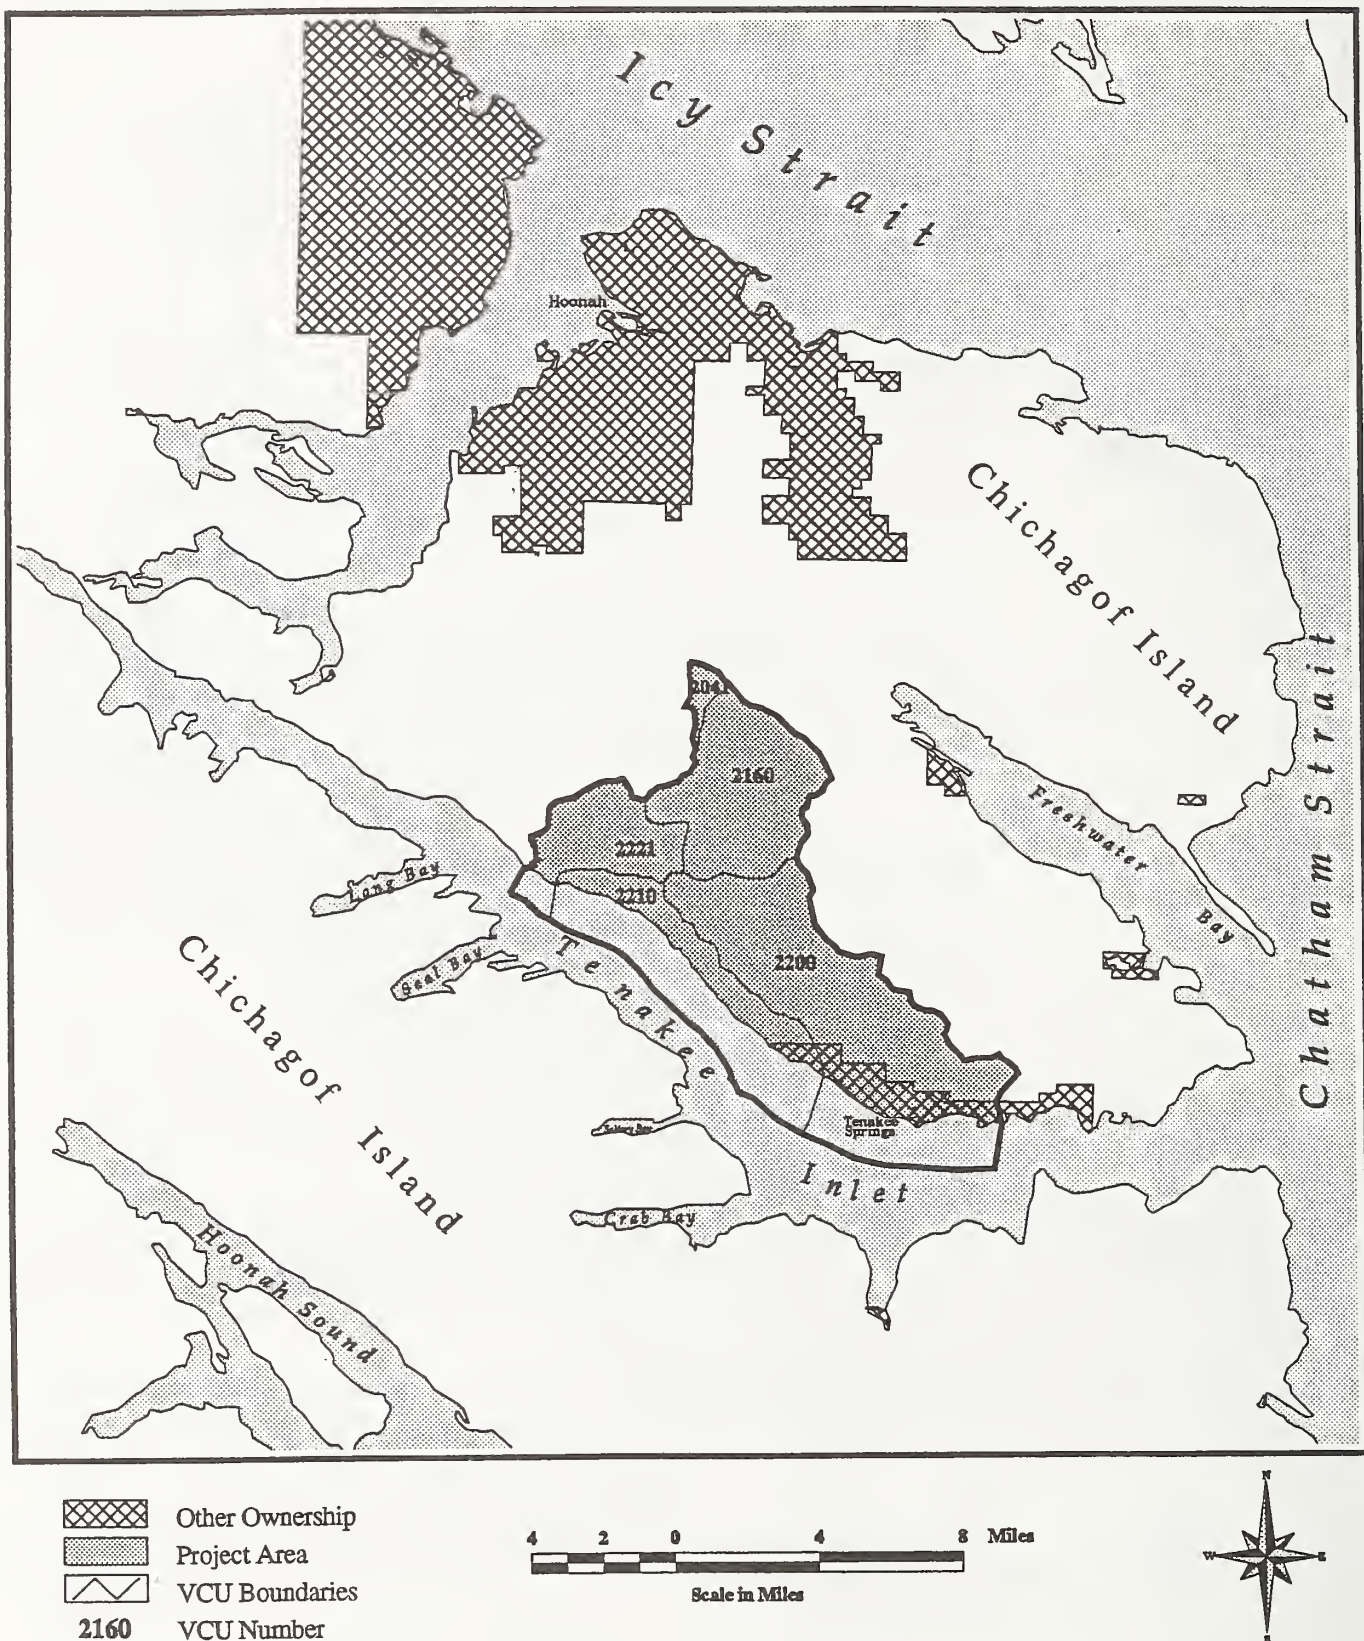 Icy Strait
Hoonah
Chichagof Island
Chatham Strait
2041
2160
Freshwater Bay
2221
2210
Long Bay
Seal Bay
2200
Tenakee Inlet
Chichagof Island
Tenakee
Springs
Crab Bay
Hoonah Sound
Other Ownership
Project Area
VCU Boundaries
2160 VCU Number
4 2 0 4 8 Miles
Scale in Miles
N
W E
S